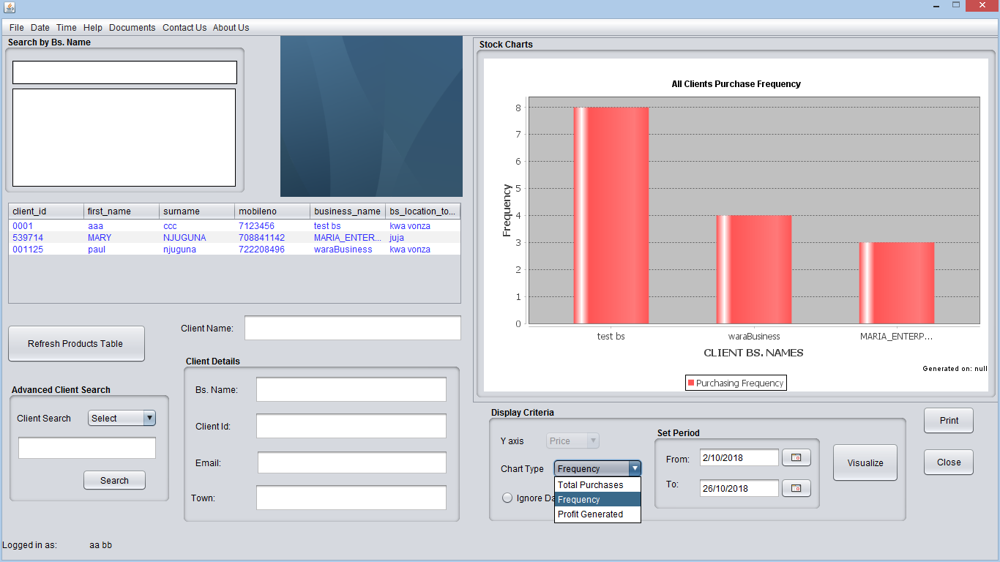 File Date Time Help Documents Contact Us About Us
Search by Bs. Name
client_id first_name surname mobileno business_name bs_location_to...
0001 aaa ccc 7123456 test bs kwa vonza
539714 MARY NJUGUNA 708841142 MARIA_ENTER... juja
001125 paul njuguna 722208496 waraBusiness kwa vonza
Refresh Products Table
Client Name:
Advanced Client Search
Client Search Select
Search
Client Details
Bs. Name:
Client Id:
Email:
Town:
Logged in as: aa bb
Stock Charts
All Clients Purchase Frequency
Frequency
8
7
6
5
4
3
2
1
0
test bs waraBusiness MARIA_ENTERP...
CLIENT BS. NAMES
Generated on: null
Purchasing Frequency
Display Criteria
Y axis Price
Chart Type Frequency
Total Purchases
Frequency
Profit Generated
Ignore Da
Set Period
From: 2/10/2018
To: 26/10/2018
Visualize
Print
Close